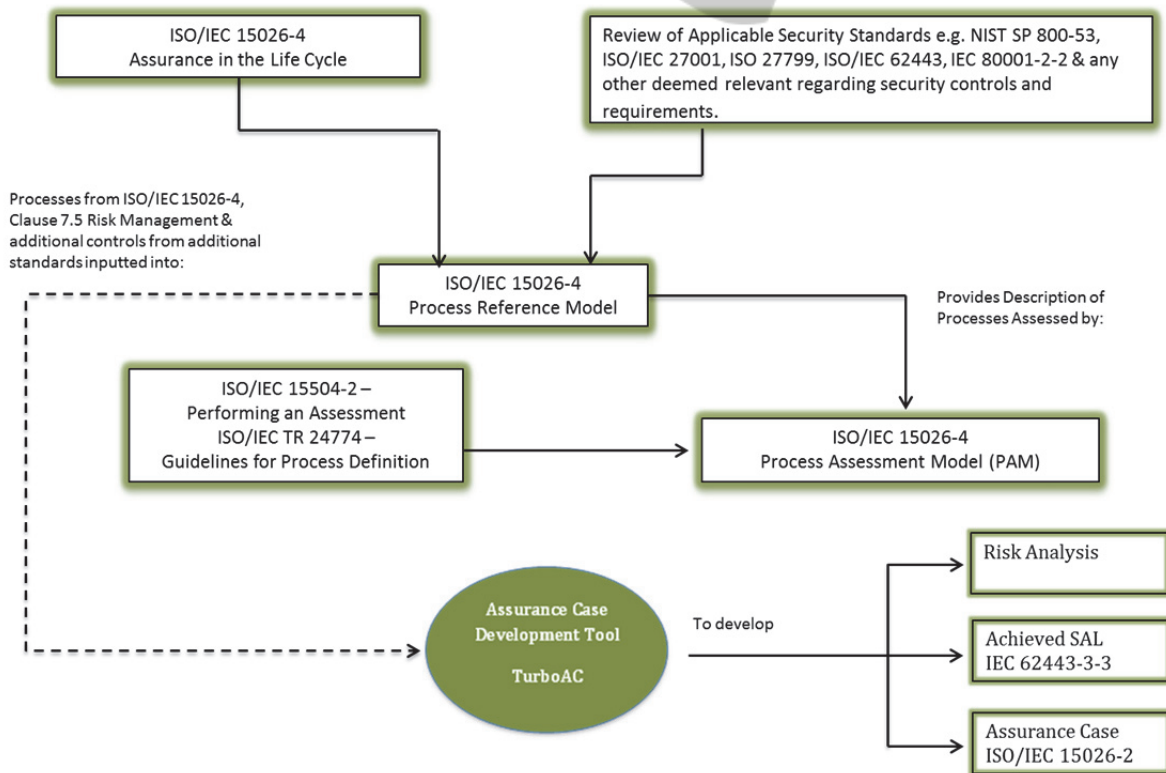 ISO/IEC 15026-4
Assurance in the Life Cycle
Review of Applicable Security Standards e.g. NIST SP 800-53,
ISO/IEC 27001, ISO 27799, ISO/IEC 62443, IEC 80001-2-2 & any
other deemed relevant regarding security controls and
requirements.
Processes from ISO/IEC 15026-4,
Clause 7.5 Risk Management &
additional controls from additional
standards inputted into:
ISO/IEC 15026-4
Process Reference Model
Provides Description of
Processes Assessed by:
ISO/IEC 15504-2 –
Performing an Assessment
ISO/IEC TR 24774 –
Guidelines for Process Definition
ISO/IEC 15026-4
Process Assessment Model (PAM)
Assurance Case
Development Tool
TurboAC
To develop
Risk Analysis
Achieved SAL
IEC 62443-3-3
Assurance Case
ISO/IEC 15026-2